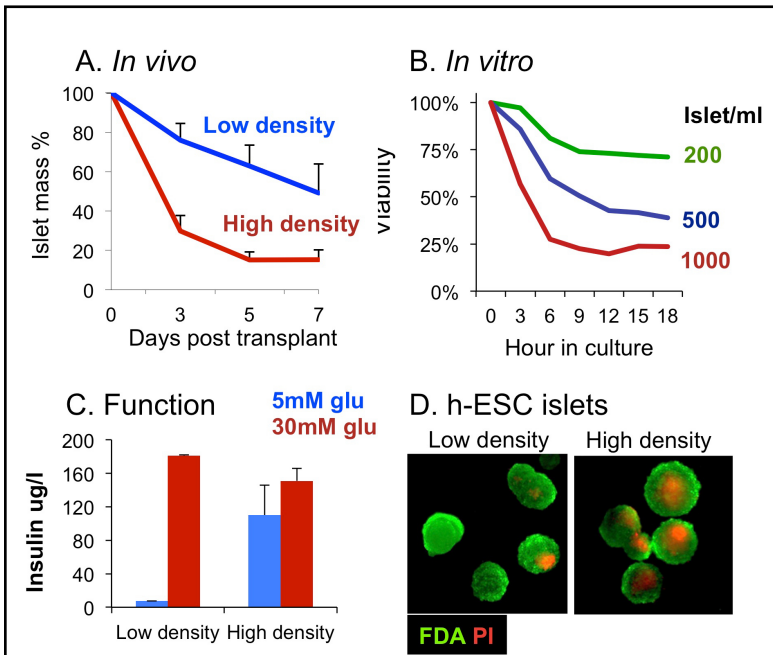 A. In vivo
100
80
60
40
20
0
Islet mass %
Low density
High density
0 3 5 7
Days post transplant
B. In vitro
100%
75%
50%
25%
0%
Viability
Islet/ml
200
500
1000
0 3 6 9 12 15 18
Hour in culture
C. Function
5mM glu
30mM glu
200
160
120
80
40
0
Insulin ug/l
Low density High density
D. h-ESC islets
Low density High density
FDA PI